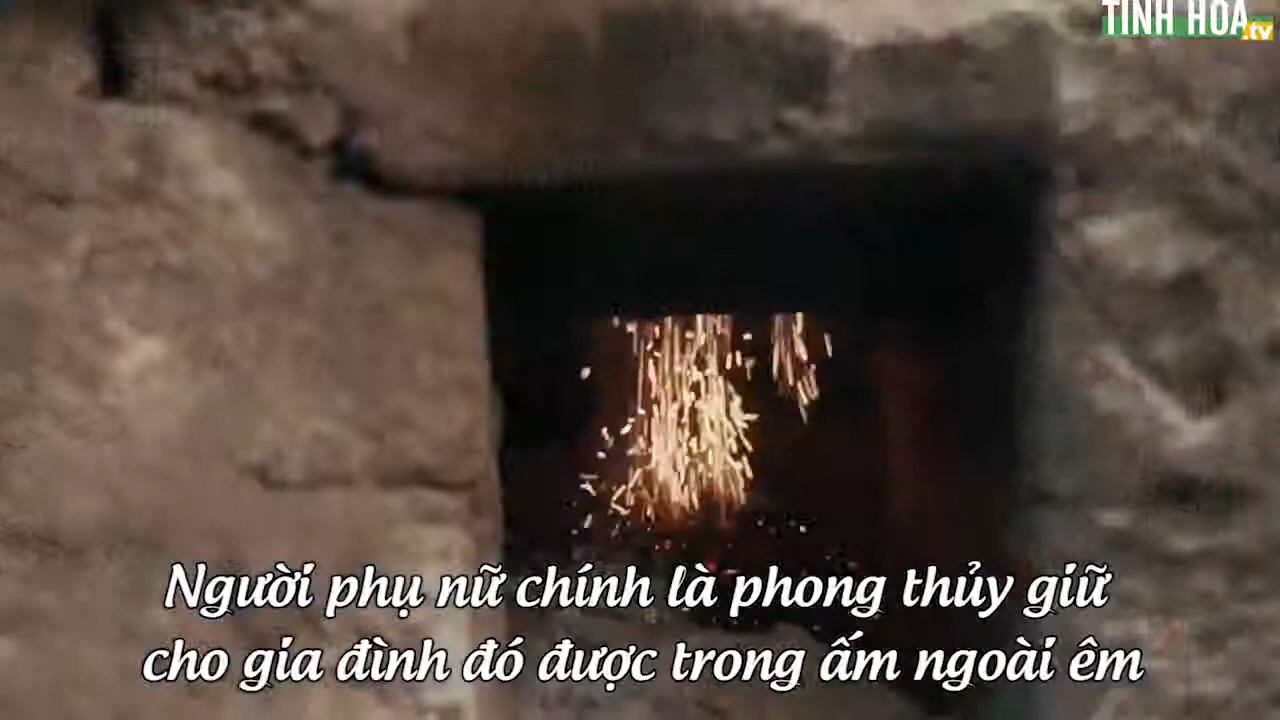 TINH HOA
.tv
Người phụ nữ chính là phong thủy giữ
cho gia đình đó được trong ấm ngoài êm